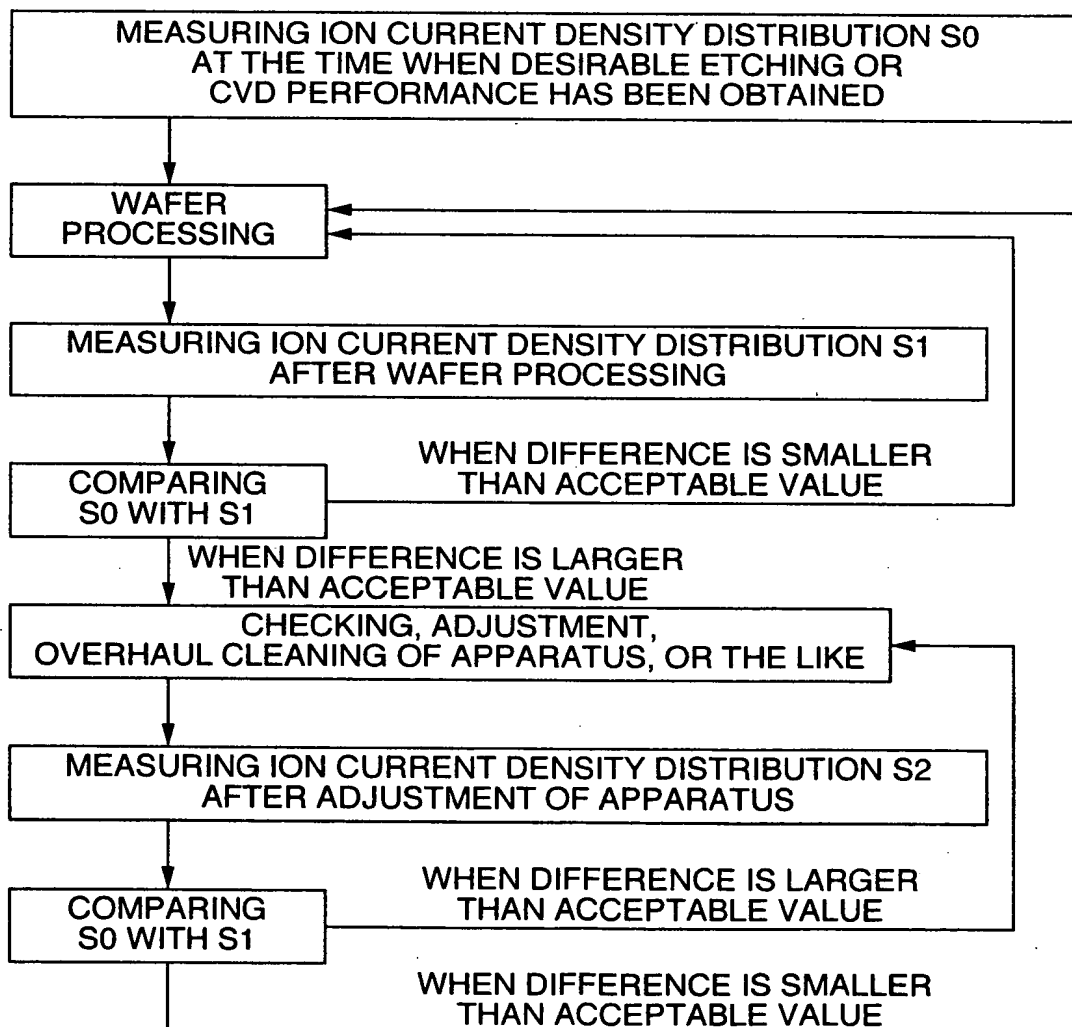 MEASURING ION CURRENT DENSITY DISTRIBUTION S0
AT THE TIME WHEN DESIRABLE ETCHING OR
CVD PERFORMANCE HAS BEEN OBTAINED
WAFER
PROCESSING
MEASURING ION CURRENT DENSITY DISTRIBUTION S1
AFTER WAFER PROCESSING
WHEN DIFFERENCE IS SMALLER
THAN ACCEPTABLE VALUE
COMPARING
S0 WITH S1
WHEN DIFFERENCE IS LARGER
THAN ACCEPTABLE VALUE
CHECKING, ADJUSTMENT,
OVERHAUL CLEANING OF APPARATUS, OR THE LIKE
MEASURING ION CURRENT DENSITY DISTRIBUTION S2
AFTER ADJUSTMENT OF APPARATUS
WHEN DIFFERENCE IS LARGER
THAN ACCEPTABLE VALUE
COMPARING
S0 WITH S1
WHEN DIFFERENCE IS SMALLER
THAN ACCEPTABLE VALUE